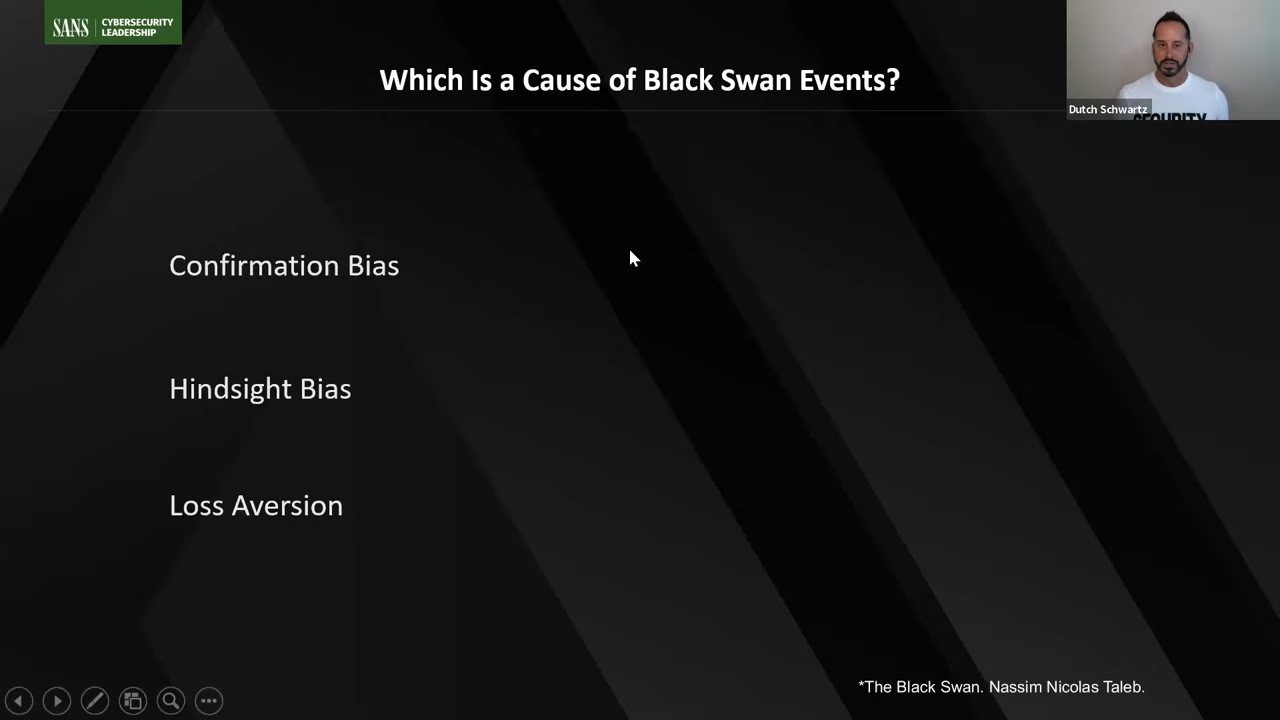 SANS
CYBERSECURITY
LEADERSHIP
Which Is a Cause of Black Swan Events?
Dutch Schwartz
SECURITY
Confirmation Bias
Hindsight Bias
Loss Aversion
*The Black Swan. Nassim Nicolas Taleb.